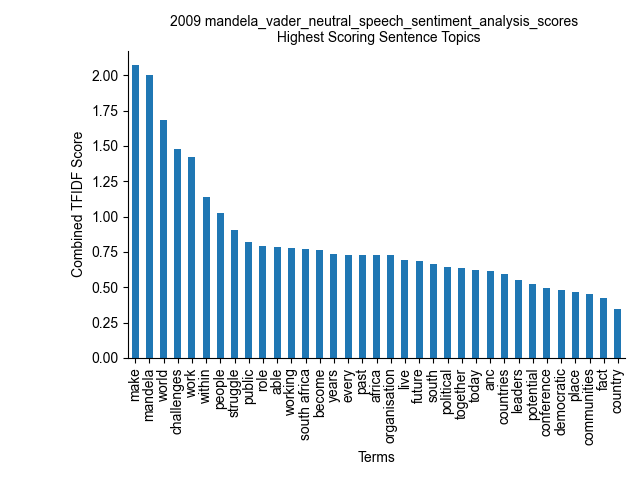 2009 mandela_vader_neutral_speech_sentiment_analysis_scores
Highest Scoring Sentence Topics
Combined TFIDF Score
2.00
1.75
1.50
1.25
1.00
0.75
0.50
0.25
0.00
make
mandela
world
challenges
work
within
people
struggle
public
role
able
working
south africa
become
years
every
past
africa
organisation
live
future
south
political
together
today
anc
countries
leaders
potential
conference
democratic
place
communities
fact
country
Terms